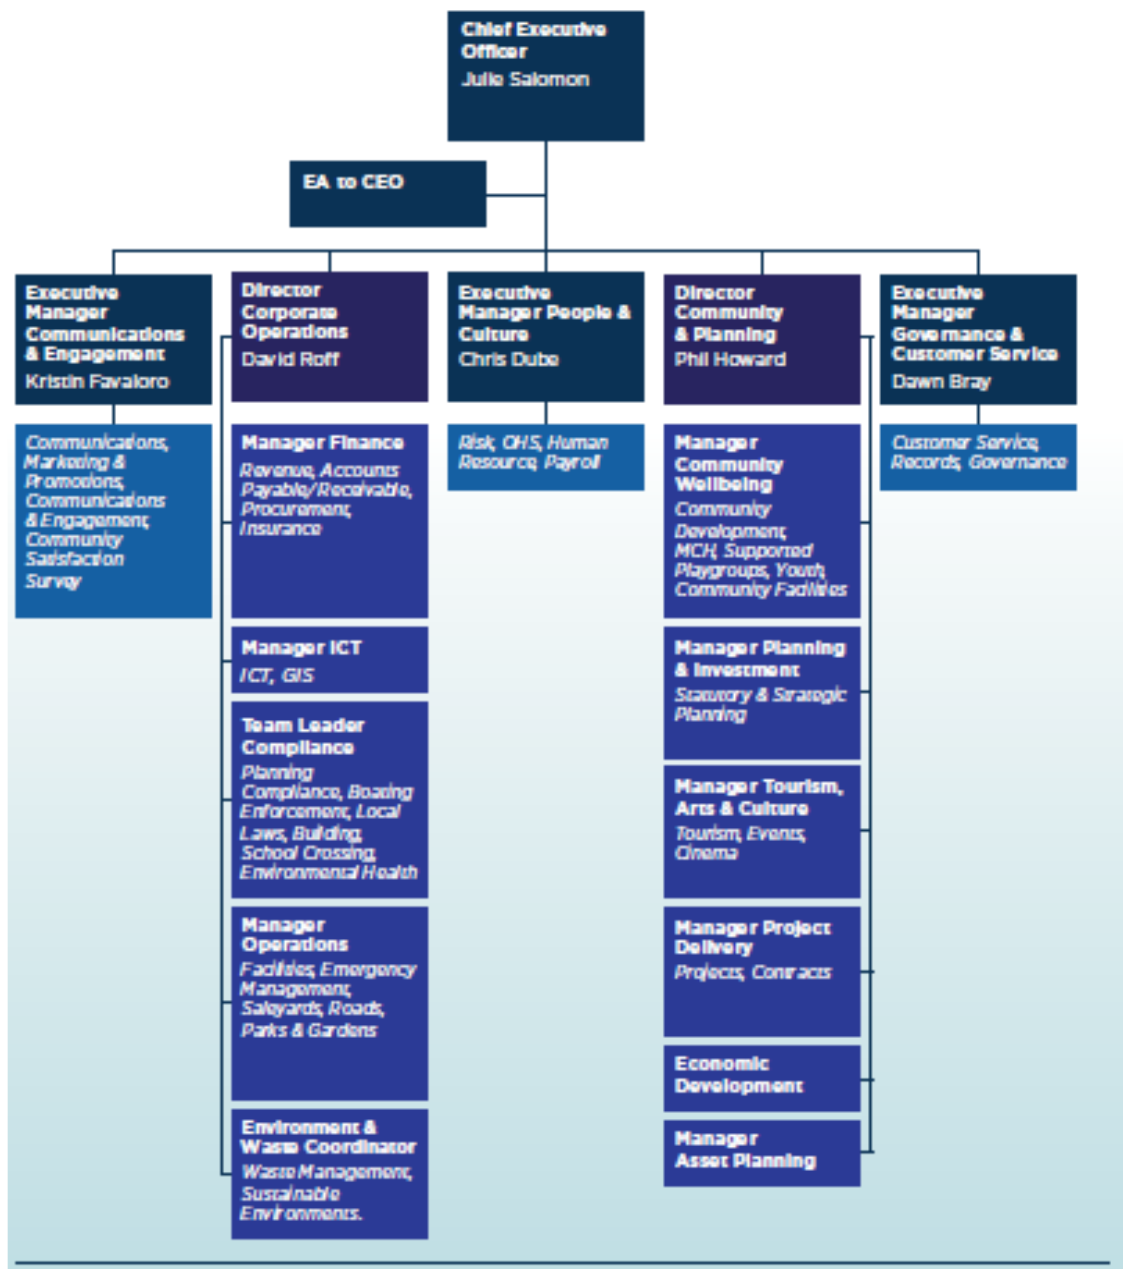 Chief Executive
Officer
Julie Salomon
EA to CEO
Executive
Manager
Communications
& Engagement
Kristin Favaloro
Communications,
Marketing &
Promotions,
Communications
& Engagement,
Community
Satisfaction
Survey
Director
Corporate
Operations
David Roff
Manager Finance
Revenue, Accounts
Payable/Receivable,
Procurement,
Insurance
Manager ICT
ICT, GIS
Team Leader
Compliance
Planning
Compliance, Boating
Enforcement, Local
Laws, Building,
School Crossing,
Environmental Health
Manager
Operations
Facilities, Emergency
Management,
Saleyards, Roads,
Parks & Gardens
Environment &
Waste Coordinator
Waste Management,
Sustainable
Environments.
Executive
Manager People &
Culture
Chris Dube
Risk, OHS, Human
Resource, Payroll
Director
Community
& Planning
Phil Howard
Manager
Community
Wellbeing
Community
Development,
MCH, Supported
Playgroups, Youth,
Community Facilities
Manager Planning
& Investment
Statutory & Strategic
Planning
Manager Tourism,
Arts & Culture
Tourism, Events,
Cinema
Manager Project
Delivery
Projects, Contracts
Economic
Development
Manager
Asset Planning
Executive
Manager
Governance &
Customer Service
Dawn Bray
Customer Service,
Records, Governance